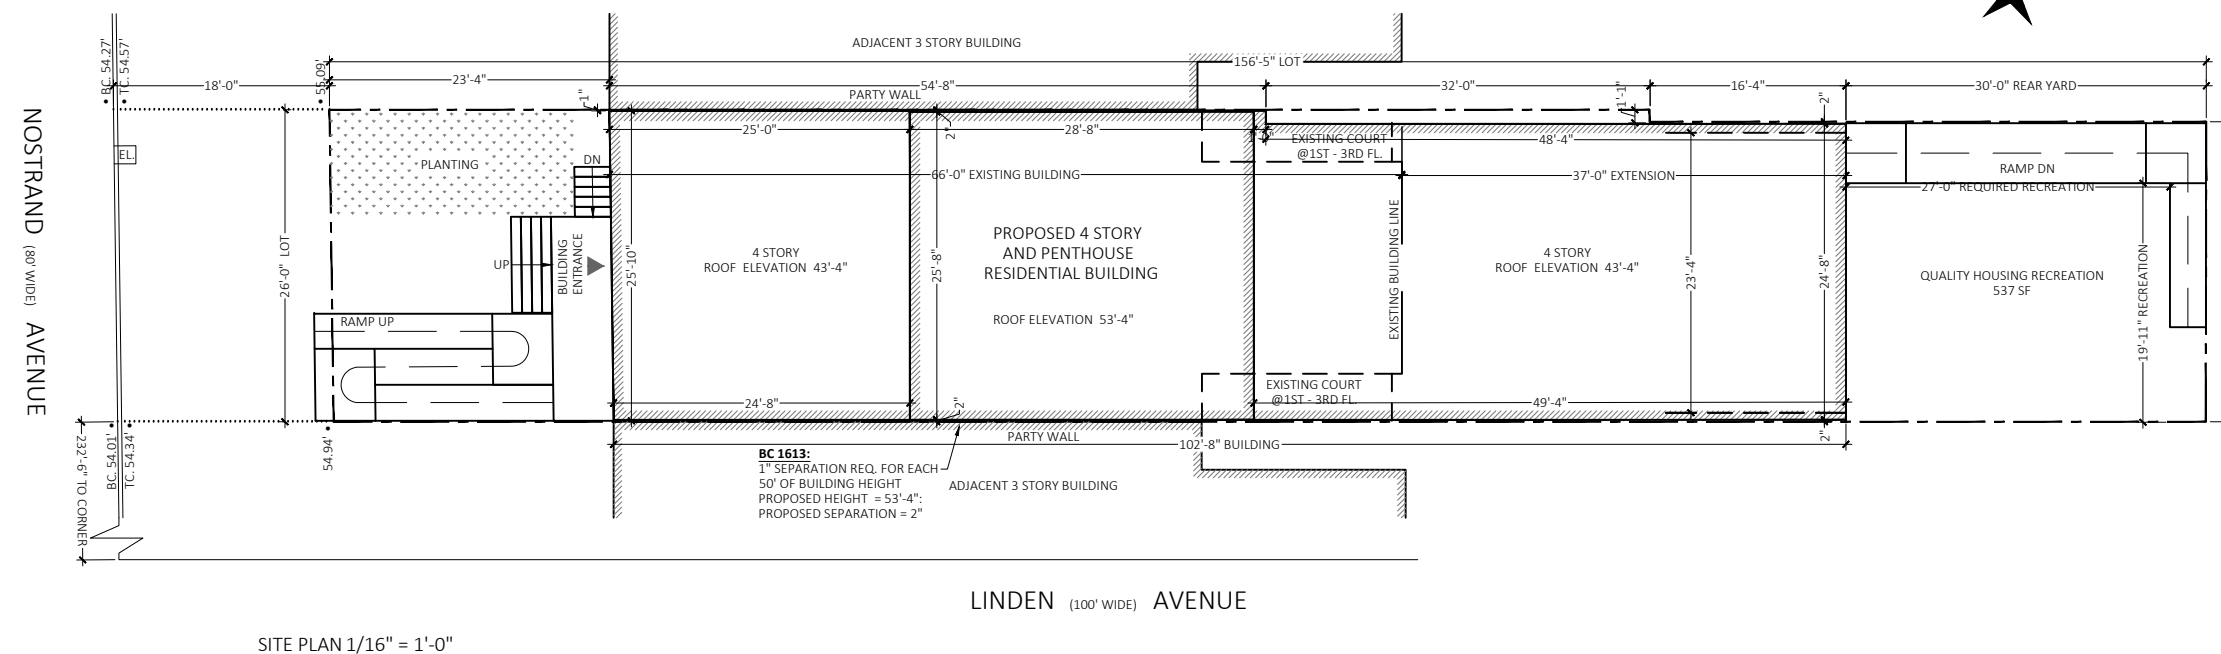 ADJACENT 3 STORY BUILDING
BC. 54.27'
TC. 54.57'
55.09'
156'-5" LOT
18'-0"
23'-4"
54'-8"
32'-0"
16'-4"
30'-0" REAR YARD
PARTY WALL
1"
1'-1"
2"
25'-0"
2"
28'-8"
EXISTING COURT
@1ST - 3RD FL.
48'-4"
EL.
PLANTING
DN
66'-0" EXISTING BUILDING
37'-0" EXTENSION
RAMP DN
27'-0" REQUIRED RECREATION
NOSTRAND (80' WIDE) AVENUE
26'-0" LOT
UP
BUILDING
ENTRANCE
25'-10"
4 STORY
ROOF ELEVATION 43'-4"
25'-8"
PROPOSED 4 STORY
AND PENTHOUSE
RESIDENTIAL BUILDING
ROOF ELEVATION 53'-4"
EXISTING BUILDING LINE
4 STORY
ROOF ELEVATION 43'-4"
23'-4"
24'-8"
QUALITY HOUSING RECREATION
537 SF
19'-11" RECREATION
RAMP UP
EXISTING COURT
@1ST - 3RD FL.
24'-8"
2"
49'-4"
54.94'
BC. 54.01'
TC. 54.34'
232'-6" TO CORNER
PARTY WALL
102'-8" BUILDING
2"
BC 1613:
1" SEPARATION REQ. FOR EACH
50' OF BUILDING HEIGHT
PROPOSED HEIGHT = 53'-4":
PROPOSED SEPARATION = 2"
ADJACENT 3 STORY BUILDING
LINDEN (100' WIDE) AVENUE
SITE PLAN 1/16" = 1'-0"